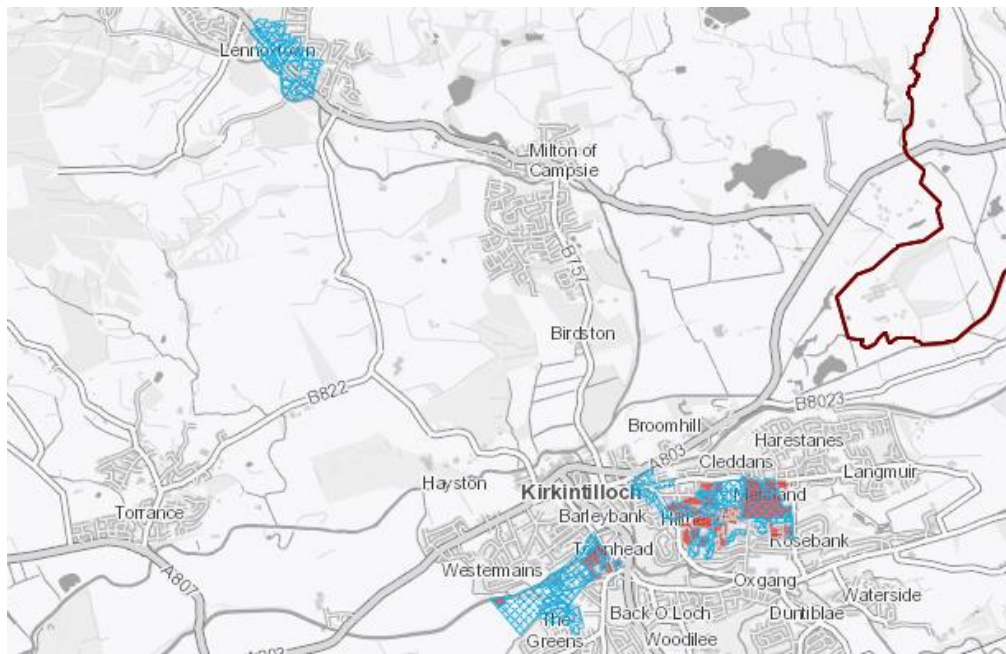 Lennoxtown
Milton of
Campsie
B757
Birdston
B822
B8023
Broomhill
Harestanes
A803
Cleddans
Langmuir
Hayston
Kirkintilloch
Torrance
Barleybank
Rosebank
Townhead
Westermains
A807
Oxgang
Waterside
The
Greens
Back O Loch
Duntiblae
Woodilee